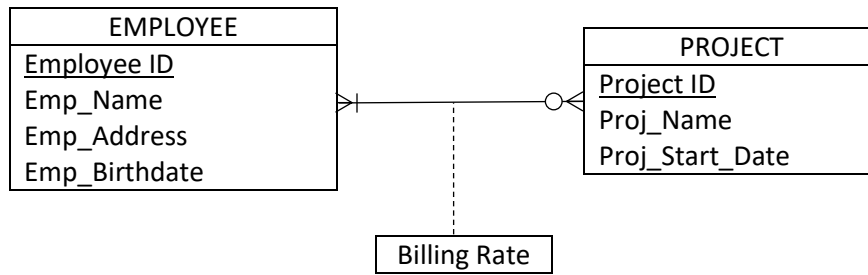 EMPLOYEE
Employee ID
Emp_Name
Emp_Address
Emp_Birthdate
PROJECT
Project ID
Proj_Name
Proj_Start_Date
Billing Rate